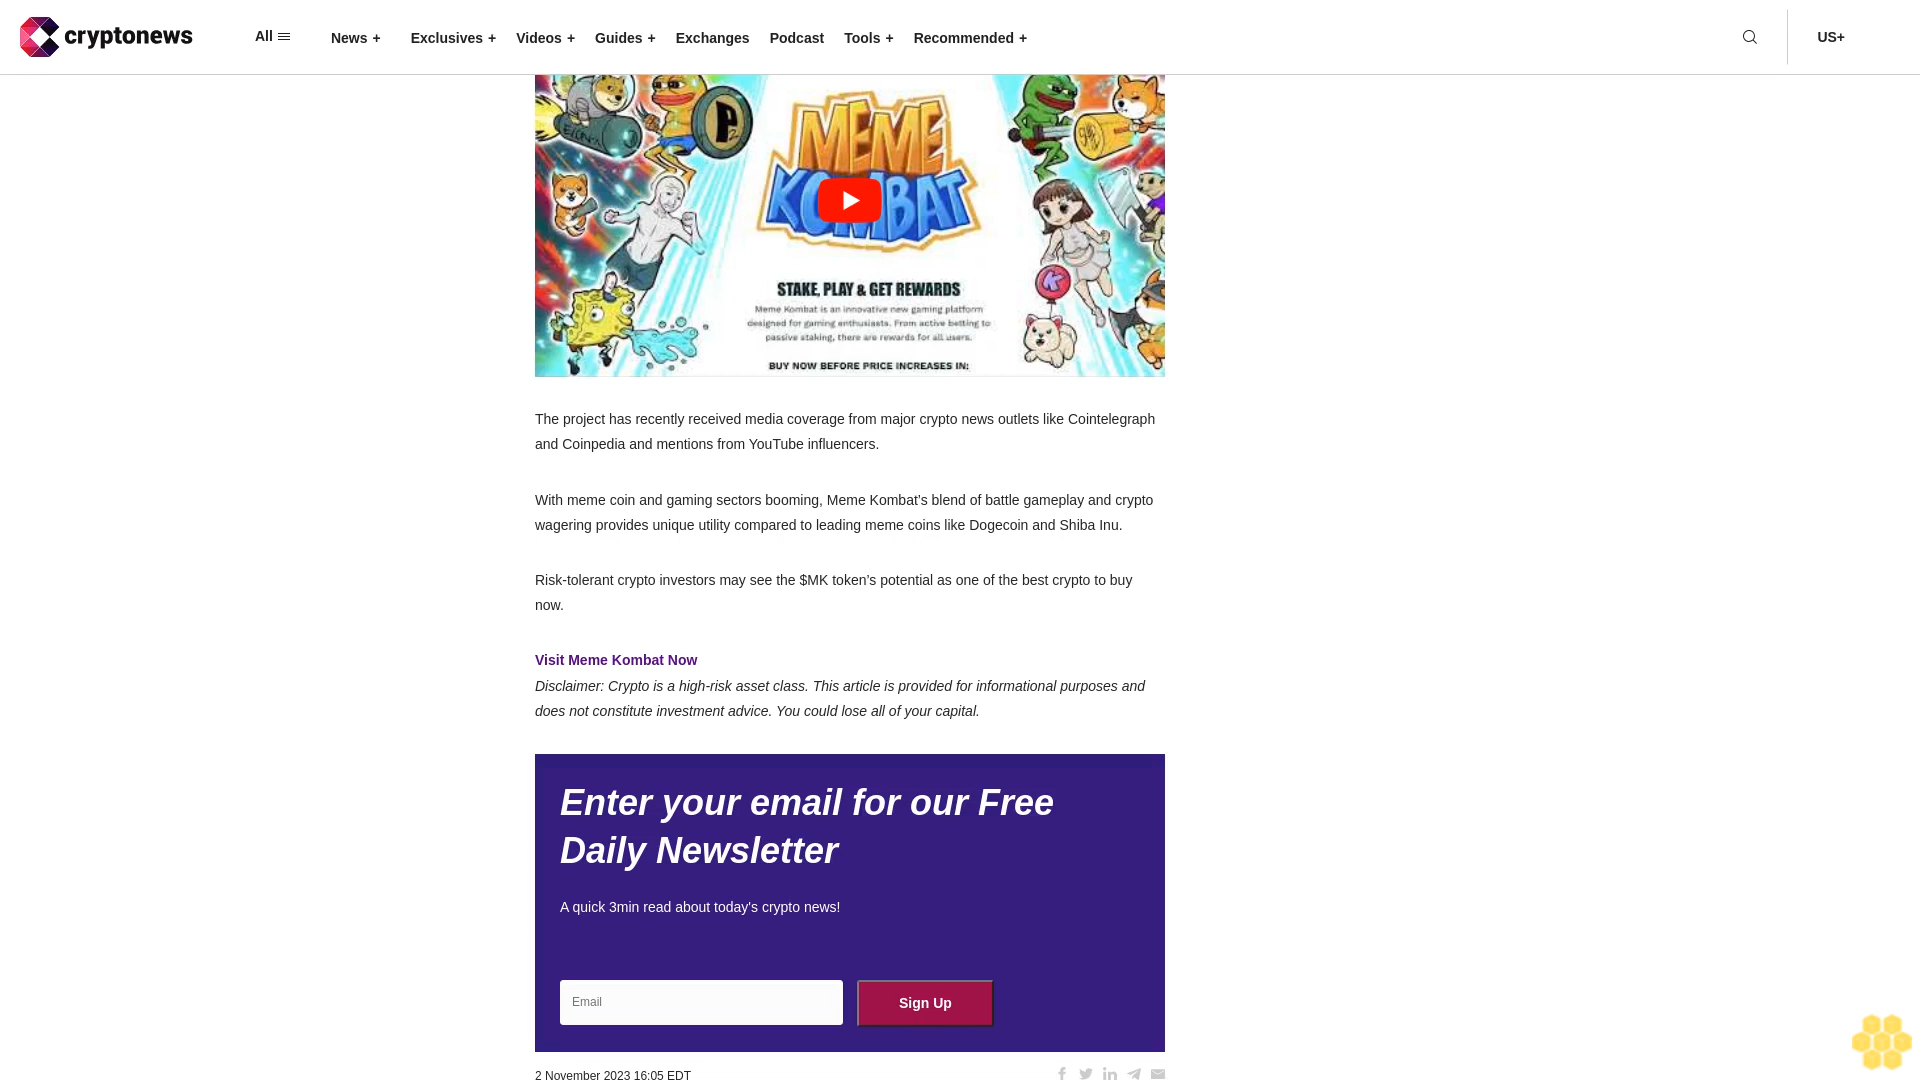 cryptonews
All
News +
Exclusives +
Videos +
Guides +
Exchanges
Podcast
Tools +
Recommended +
US+
MEME
KOMBAT
STAKE, PLAY & GET REWARDS
Meme Kombat is an innovative new gaming platform
designed for gaming enthusiasts. From active betting to
passive staking, there are rewards for all users.
BUY NOW BEFORE PRICE INCREASES IN:
The project has recently received media coverage from major crypto news outlets like Cointelegraph
and Coinpedia and mentions from YouTube influencers.
With meme coin and gaming sectors booming, Meme Kombat’s blend of battle gameplay and crypto
wagering provides unique utility compared to leading meme coins like Dogecoin and Shiba Inu.
Risk-tolerant crypto investors may see the $MK token’s potential as one of the best crypto to buy
now.
Visit Meme Kombat Now
Disclaimer: Crypto is a high-risk asset class. This article is provided for informational purposes and
does not constitute investment advice. You could lose all of your capital.
Enter your email for our Free
Daily Newsletter
A quick 3min read about today's crypto news!
Email
Sign Up
2 November 2023 16:05 EDT